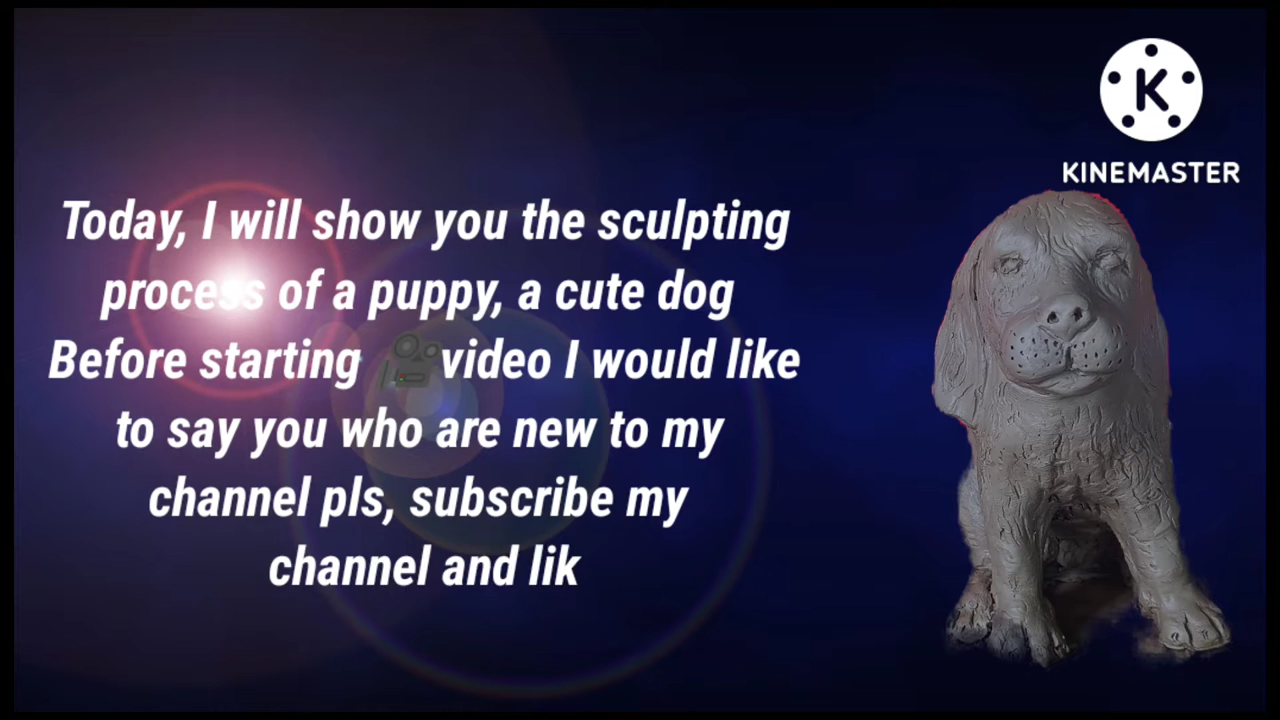 K
KINEMASTER
Today, I will show you the sculpting
process of a puppy, a cute dog
Before starting 🎥video I would like
to say you who are new to my
channel pls, subscribe my
channel and lik